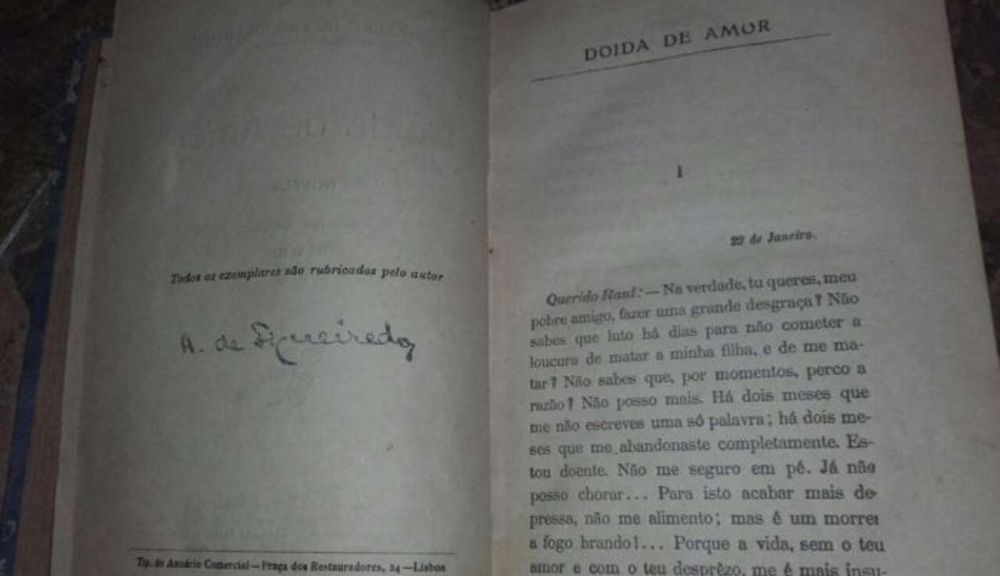 Todos os exemplares são rubricados pelo autor
A. de Figueiredo
Tip. do Anuário Comercial — Praça dos Restauradores, 24 — Lisboa
DOIDA DE AMOR
I
22 de Janeiro.
Querido Raul: — Na verdade, tu queres, meu
pobre amigo, fazer uma grande desgraça? Não
sabes que luto há dias para não cometer a
loucura de matar a minha filha, e de me ma-
tar? Não sabes que, por momentos, perco a
razão? Não posso mais. Há dois meses que
me não escreves uma só palavra; há dois me-
ses que me abandonaste completamente. Es-
tou doente. Não me seguro em pé. Já não
posso chorar... Para isto acabar mais de-
pressa, não me alimento; mas é um morrer
a fogo brando!... Porque a vida, sem o teu
amor e com o teu desprêzo, me é mais insu-